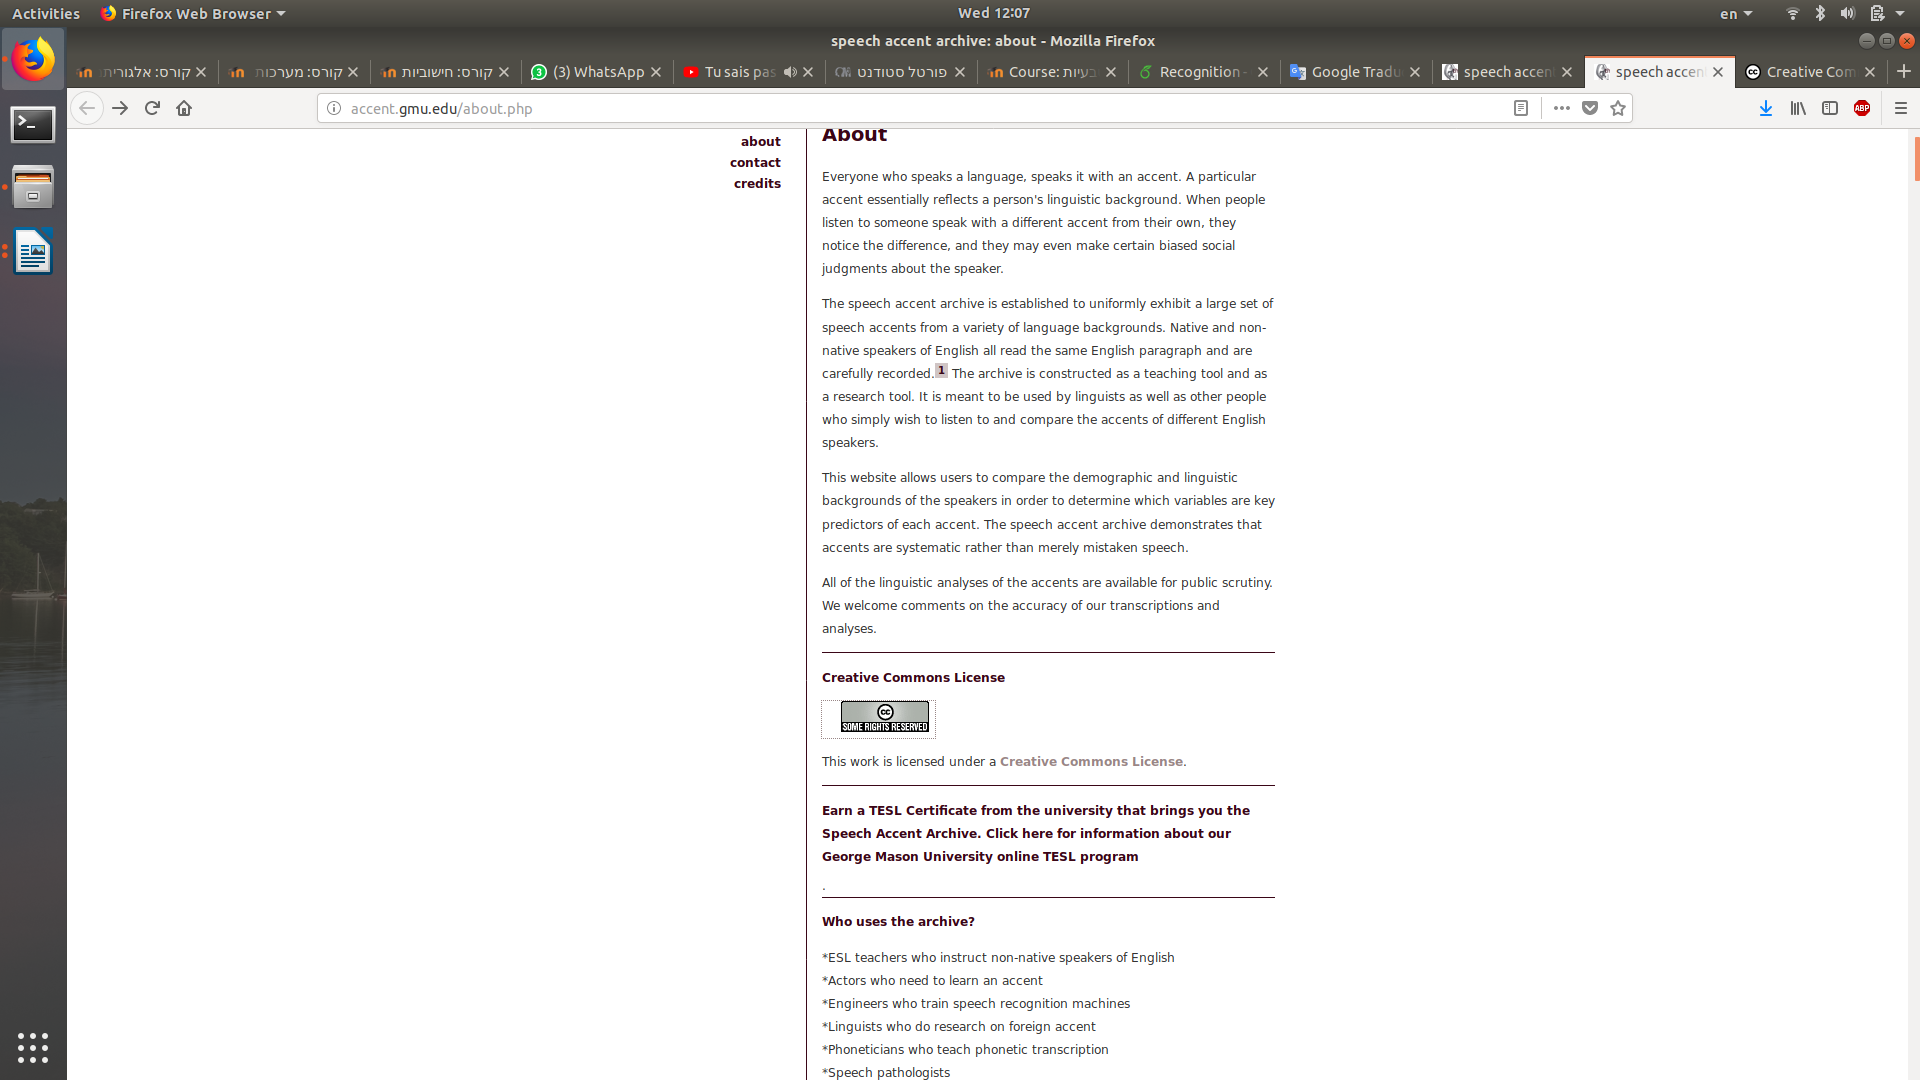 Activities
Firefox Web Browser
Wed 12:07
en
speech accent archive: about - Mozilla Firefox
קורס: אלגורית
קורס: מערכות
קורס: חישוביות
(3) WhatsApp
Tu sais pas
פורטל סטודנט
Course: בעיות
Recognition -
Google Tradu
speech accen
speech accen
Creative Com
accent.gmu.edu/about.php
ABP
about
contact
credits
About
Everyone who speaks a language, speaks it with an accent. A particular
accent essentially reflects a person's linguistic background. When people
listen to someone speak with a different accent from their own, they
notice the difference, and they may even make certain biased social
judgments about the speaker.
The speech accent archive is established to uniformly exhibit a large set of
speech accents from a variety of language backgrounds. Native and non-
native speakers of English all read the same English paragraph and are
carefully recorded.1 The archive is constructed as a teaching tool and as
a research tool. It is meant to be used by linguists as well as other people
who simply wish to listen to and compare the accents of different English
speakers.
This website allows users to compare the demographic and linguistic
backgrounds of the speakers in order to determine which variables are key
predictors of each accent. The speech accent archive demonstrates that
accents are systematic rather than merely mistaken speech.
All of the linguistic analyses of the accents are available for public scrutiny.
We welcome comments on the accuracy of our transcriptions and
analyses.
Creative Commons License
cc
SOME RIGHTS RESERVED
This work is licensed under a Creative Commons License.
Earn a TESL Certificate from the university that brings you the
Speech Accent Archive. Click here for information about our
George Mason University online TESL program
.
Who uses the archive?
*ESL teachers who instruct non-native speakers of English
*Actors who need to learn an accent
*Engineers who train speech recognition machines
*Linguists who do research on foreign accent
*Phoneticians who teach phonetic transcription
*Speech pathologists